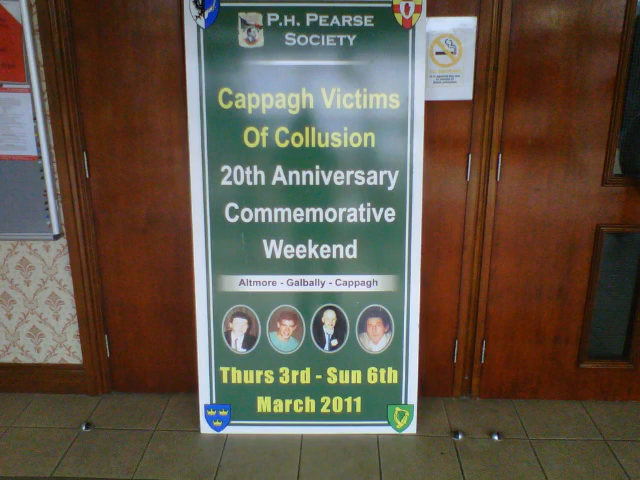 P.H. PEARSE
SOCIETY
Cappagh Victims
Of Collusion
20th Anniversary
Commemorative
Weekend
Altmore - Galbally - Cappagh
Thurs 3rd - Sun 6th
March 2011